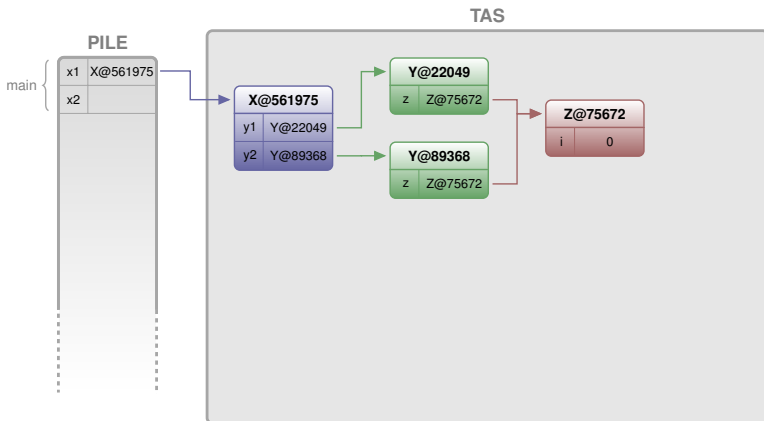 TAS
PILE
main
x1 X@561975
x2
X@561975
y1 Y@22049
y2 Y@89368
Y@22049
z Z@75672
Y@89368
z Z@75672
Z@75672
i 0